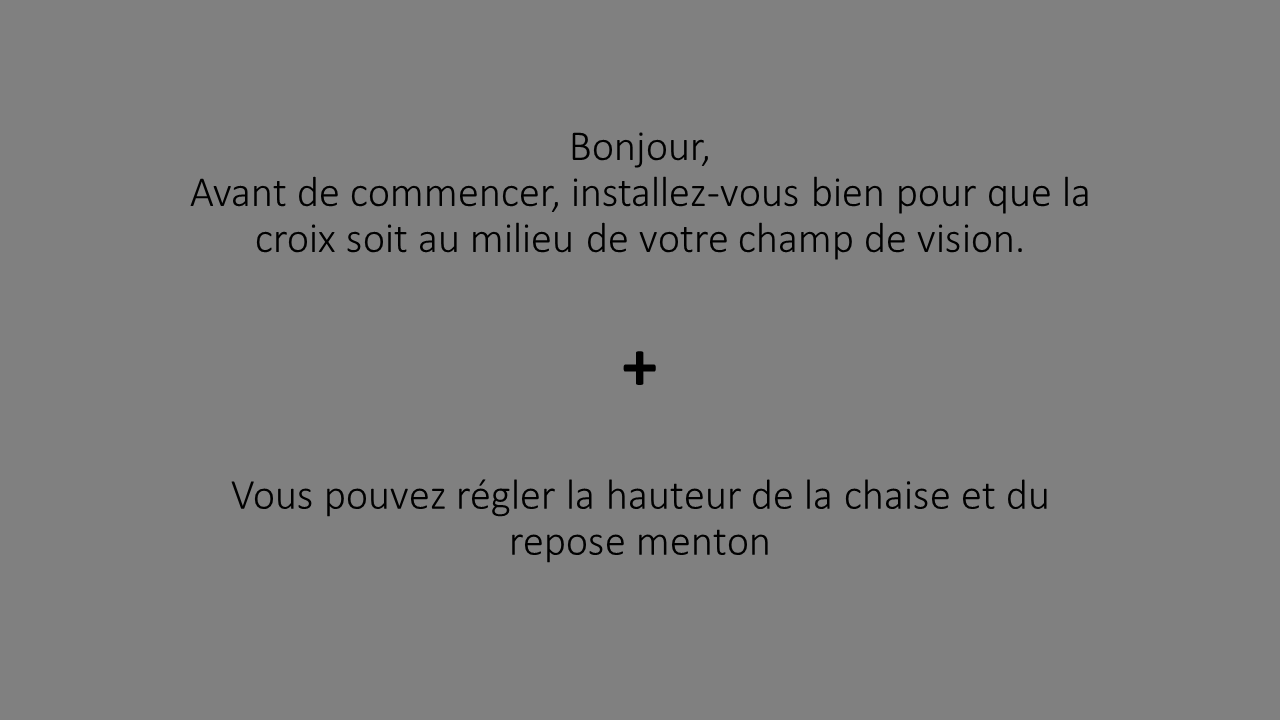 Bonjour,
Avant de commencer, installez-vous bien pour que la
croix soit au milieu de votre champ de vision.
+
Vous pouvez régler la hauteur de la chaise et du
repose menton